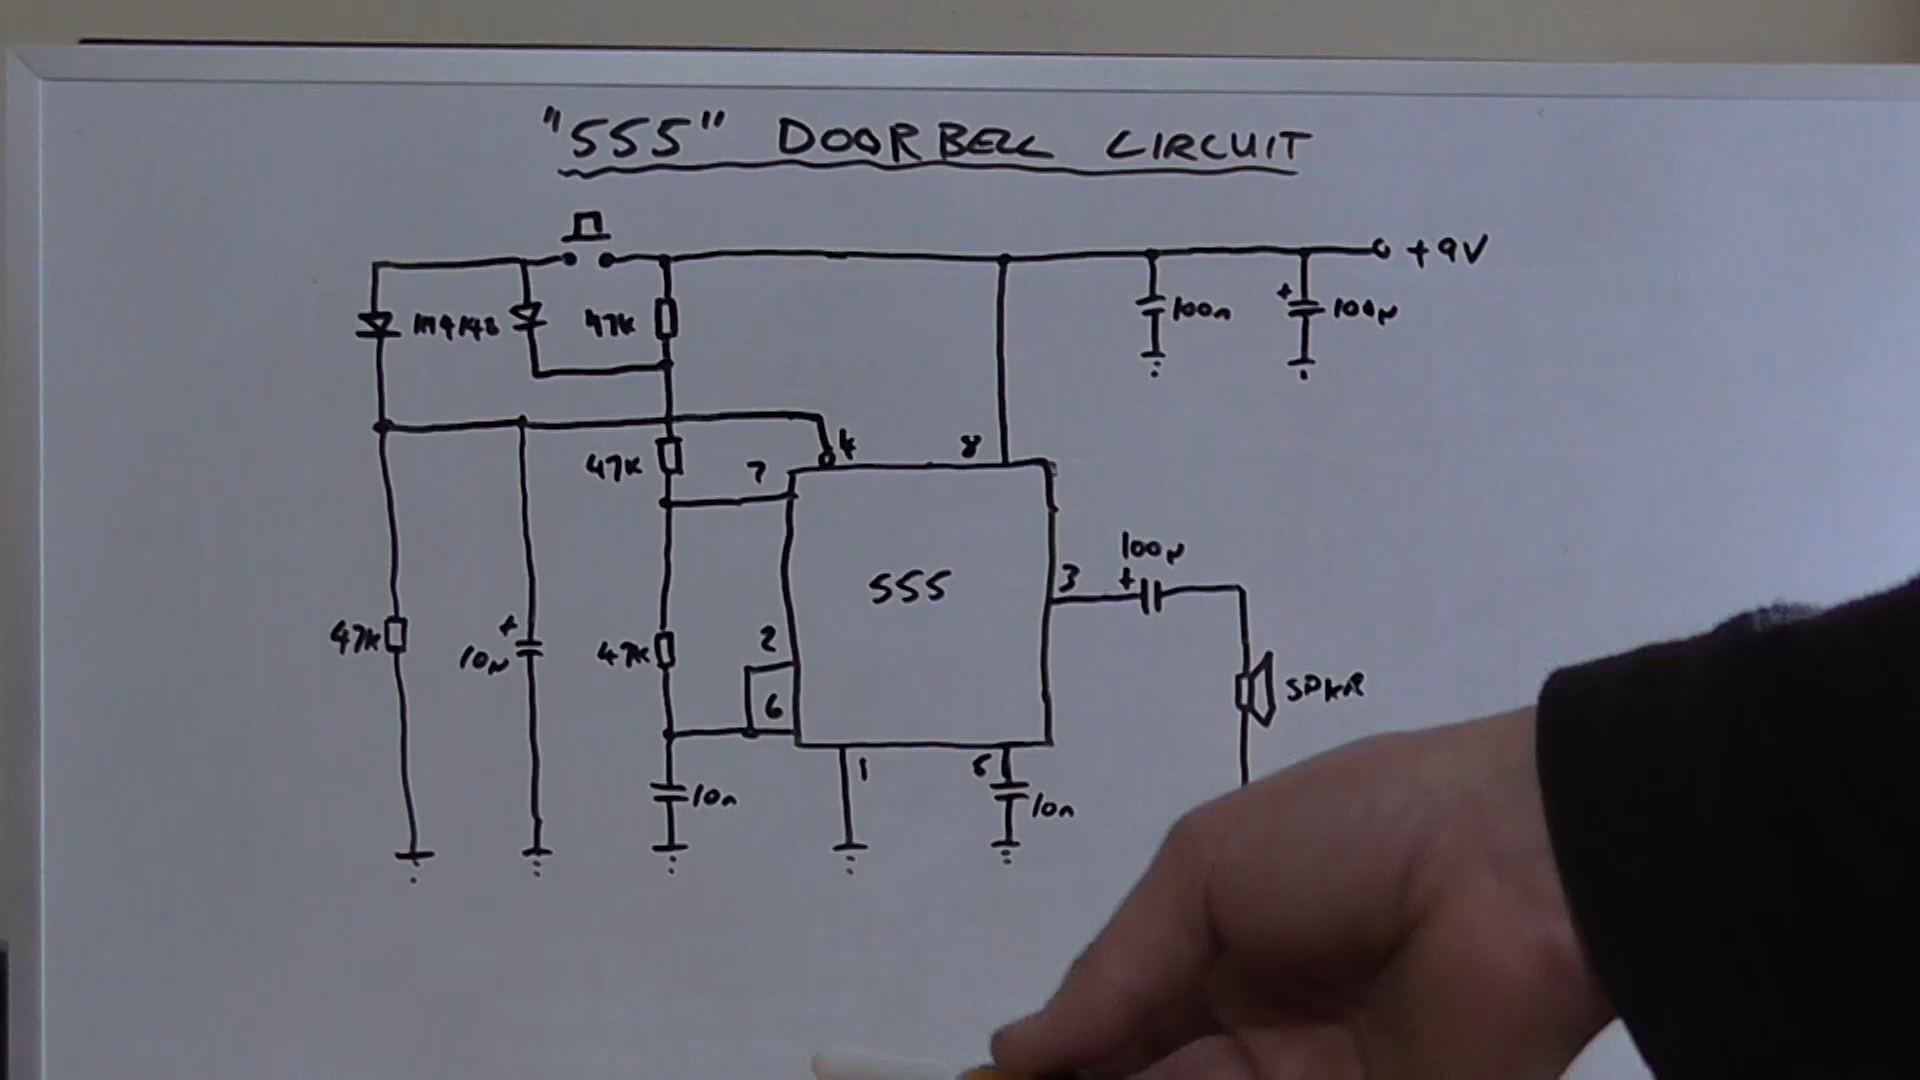 "555" DOORBELL CIRCUIT
+9V
1N4148
47K
100n
+
100µ
4
8
47K
7
100µ
555
3
+
47K
+
10µ
47K
2
6
SPKR
1
5
10n
10n